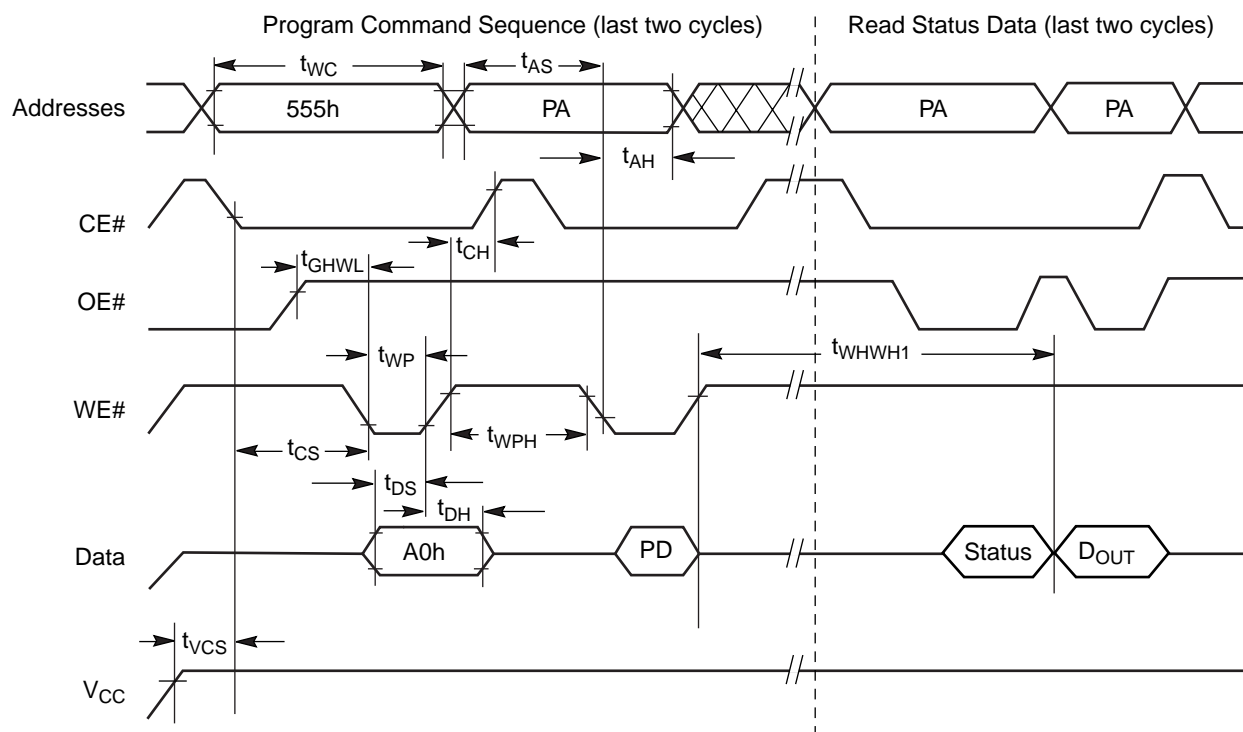 Program Command Sequence (last two cycles)
Read Status Data (last two cycles)
tWC
tAS
Addresses
555h
PA
PA
PA
tAH
CE#
tCH
tGHWL
OE#
tWHWH1
tWP
WE#
tWPH
tCS
tDS
tDH
Data
A0h
PD
Status
DOUT
tVCS
VCC